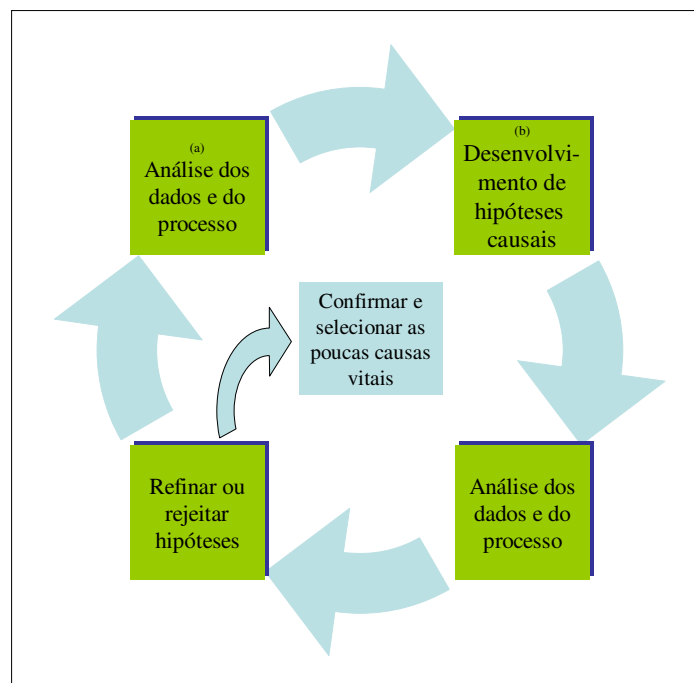 (a)
Análise dos
dados e do
processo
(b)
Desenvolvi-
mento de
hipóteses
causais
Confirmar e
selecionar as
poucas causas
vitais
Refinar ou
rejeitar
hipóteses
Análise dos
dados e do
processo